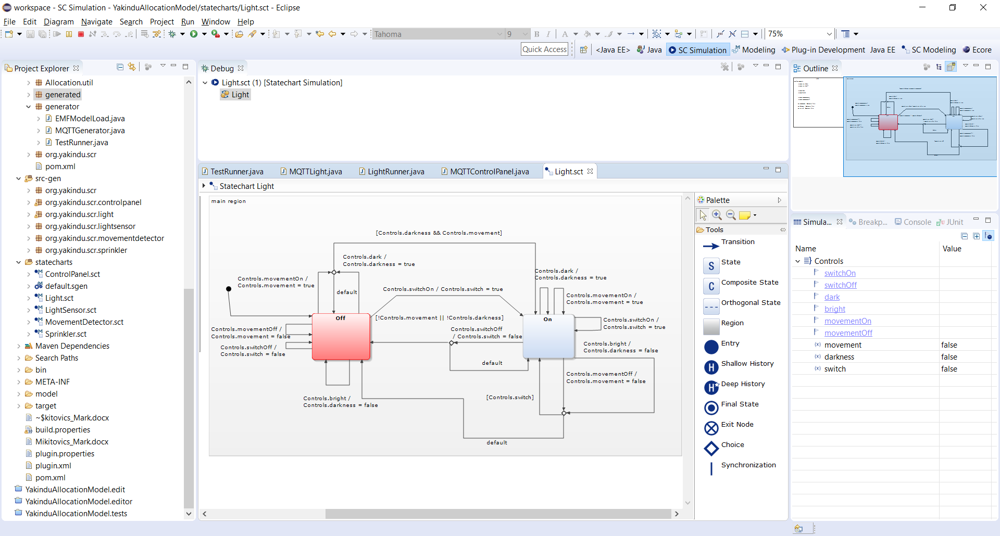 workspace - SC Simulation - YakinduAllocationModel/statecharts/Light.sct - Eclipse
File Edit Diagram Navigate Search Project Run Window Help
Tahoma 9 B I A 75%
Quick Access <Java EE> Java SC Simulation Modeling Plug-in Development Java EE SC Modeling Ecore
Project Explorer
Allocation.util
generated
generator
EMFModelLoad.java
MQTTGenerator.java
TestRunner.java
org.yakindu.scr
pom.xml
src-gen
org.yakindu.scr
org.yakindu.scr.controlpanel
org.yakindu.scr.light
org.yakindu.scr.lightsensor
org.yakindu.scr.movementdetector
org.yakindu.scr.sprinkler
statecharts
ControlPanel.sct
default.sgen
Light.sct
LightSensor.sct
MovementDetector.sct
Sprinkler.sct
Maven Dependencies
Search Paths
bin
META-INF
model
target
~$kitovics_Mark.docx
build.properties
Mikitovics_Mark.docx
plugin.properties
plugin.xml
pom.xml
YakinduAllocationModel.edit
YakinduAllocationModel.editor
YakinduAllocationModel.tests
Debug
Light.sct (1) [Statechart Simulation]
Light
TestRunner.java MQTTLight.java LightRunner.java MQTTControlPanel.java Light.sct
Statechart Light
main region
[Controls.darkness && Controls.movement]
Controls.dark /
Controls.darkness = true
Controls.movementOn /
Controls.movement = true
default
Controls.switchOn / Controls.switch = true
Controls.dark /
Controls.darkness = true
Controls.movementOn /
Controls.movement = true
Off
[!Controls.movement || !Controls.darkness]
On
Controls.switchOn /
Controls.switch = true
Controls.movementOff /
Controls.movement = false
Controls.switchOff /
Controls.switch = false
Controls.switchOff
/ Controls.switch = false
Controls.bright /
Controls.darkness = false
default
Controls.movementOff /
Controls.movement = false
Controls.bright /
Controls.darkness = false
[Controls.switch]
default
Palette
Tools
Transition
S State
C Composite State
Orthogonal State
Region
Entry
H Shallow History
H Deep History
Final State
Exit Node
Choice
Synchronization
Outline
Simula... Breakp... Console JUnit
Name Value
Controls
switchOn
switchOff
dark
bright
movementOn
movementOff
movement false
darkness false
switch false